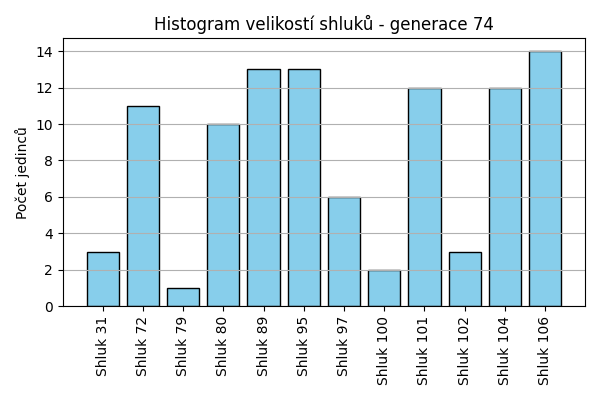 Histogram velikostí shluků - generace 74
Počet jedinců
14
12
10
8
6
4
2
0
Shluk 31
Shluk 72
Shluk 79
Shluk 80
Shluk 89
Shluk 95
Shluk 97
Shluk 100
Shluk 101
Shluk 102
Shluk 104
Shluk 106